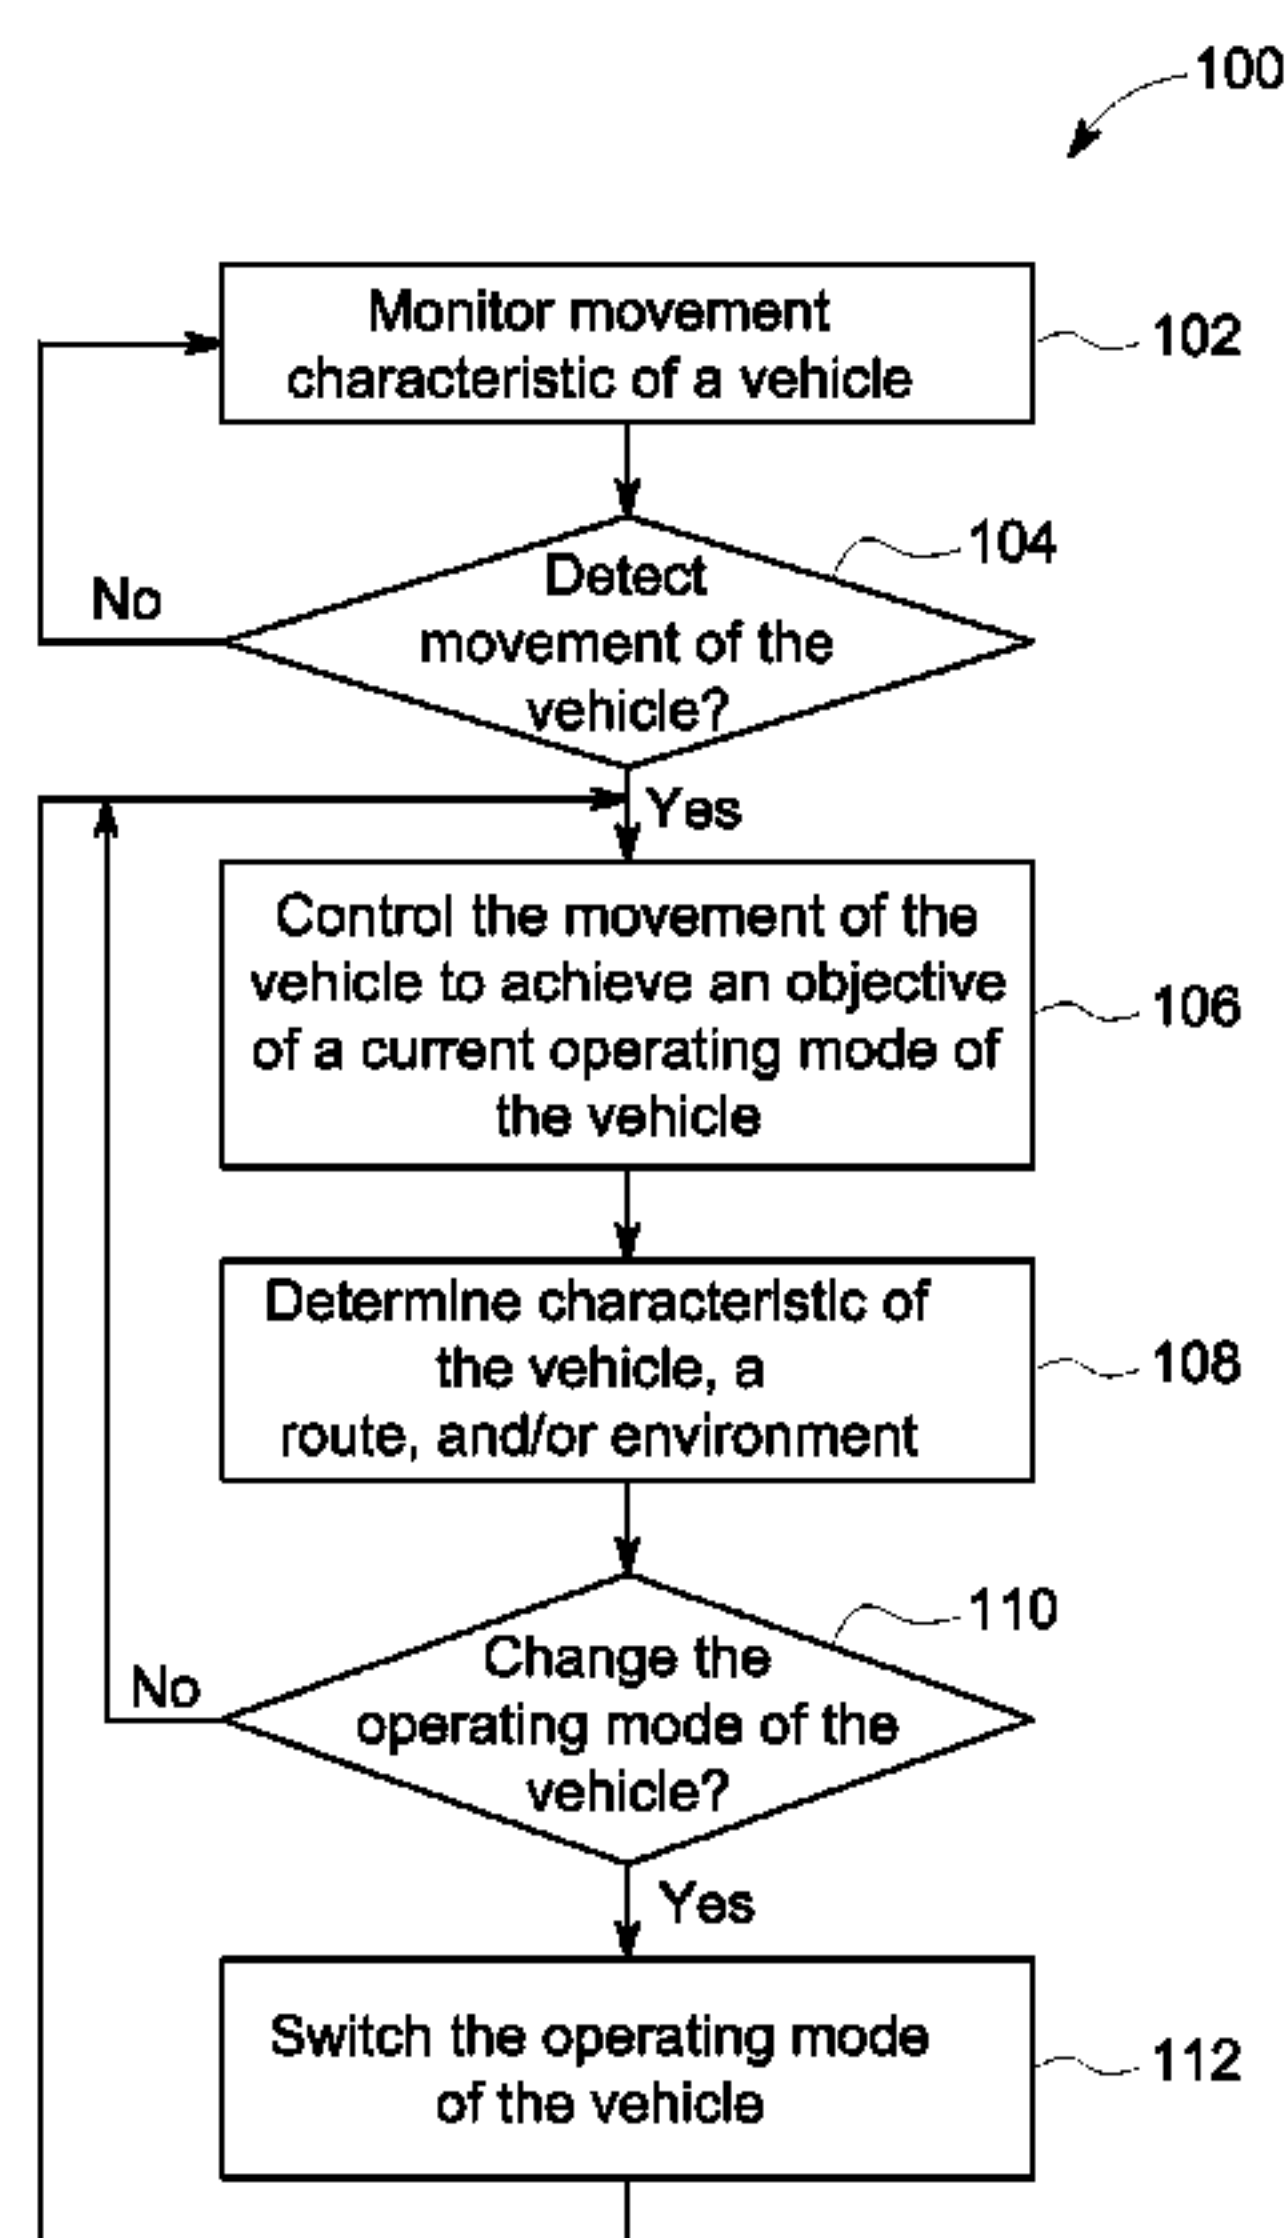 100
Monitor movement
characteristic of a vehicle
102
104
Detect
movement of the
vehicle?
No
Yes
Control the movement of the
vehicle to achieve an objective
of a current operating mode of
the vehicle
106
Determine characteristic of
the vehicle, a
route, and/or environment
108
110
Change the
operating mode of the
vehicle?
No
Yes
Switch the operating mode
of the vehicle
112